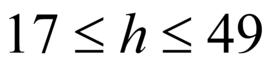 17 ≤ h ≤ 49